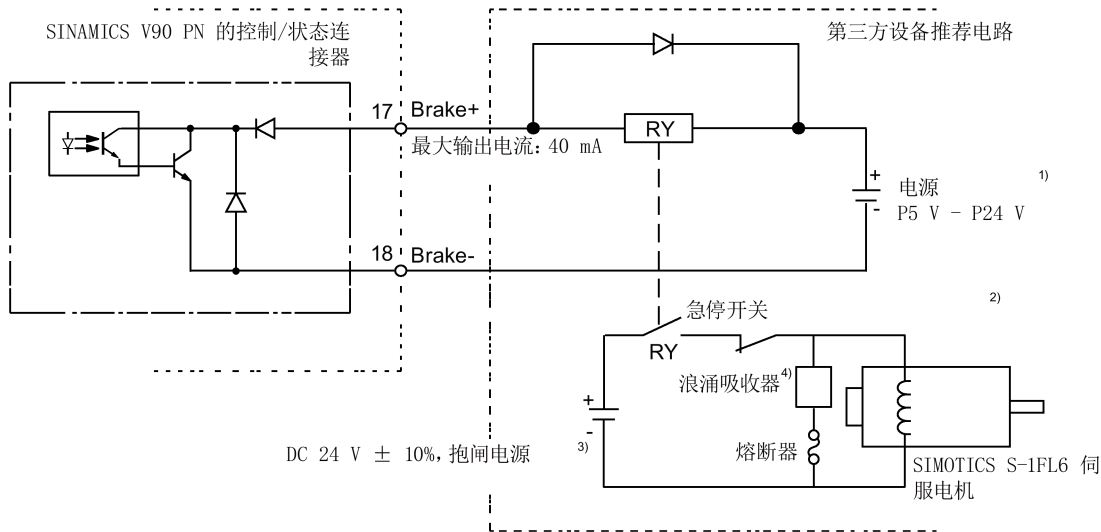 SINAMICS V90 PN 的控制/状态连
接器
第三方设备推荐电路
17
Brake+
最大输出电流: 40 mA
RY
+
-
电源
P5 V - P24 V
1)
18
Brake-
2)
急停开关
RY
浪涌吸收器4)
+
-
3)
DC 24 V ± 10%, 抱闸电源
熔断器
SIMOTICS S-1FL6 伺
服电机